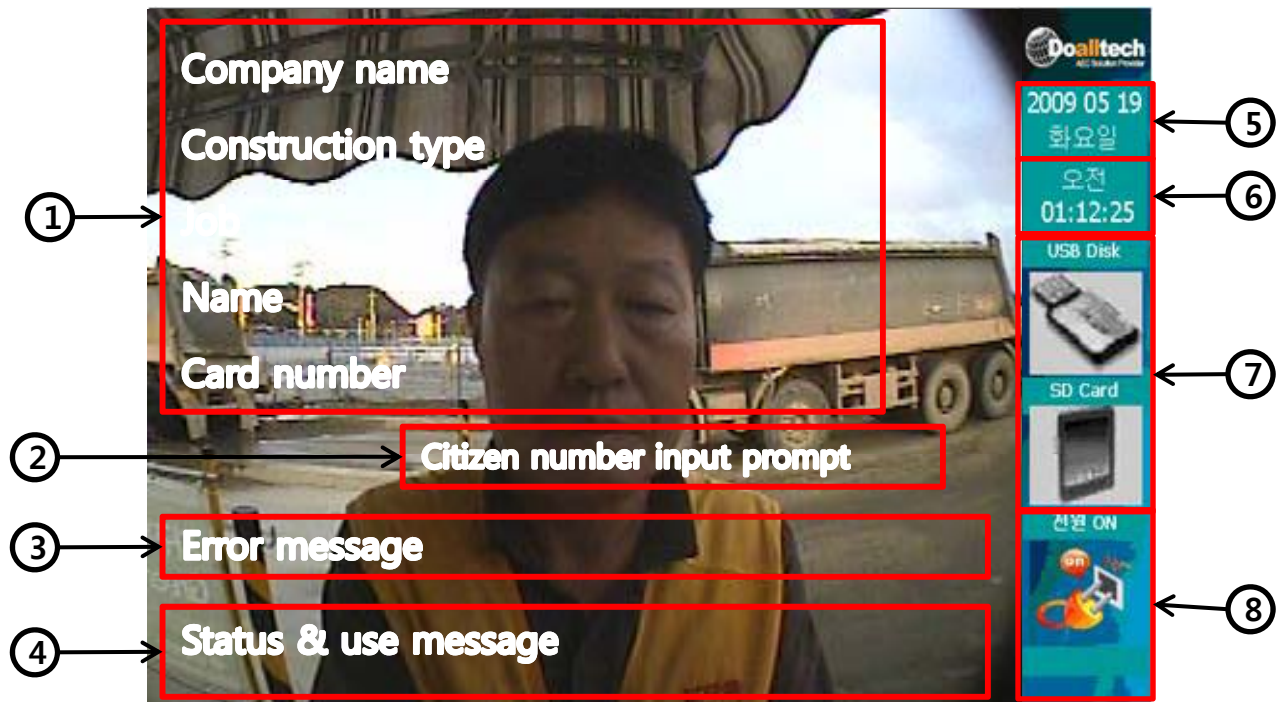 Company name
Construction type
Job
Name
Card number
Citizen number input prompt
Error message
Status & use message
Doalltech
AEC Solution Provider
2009 05 19
화요일
오전
01:12:25
USB Disk
SD Card
전원 ON
on
1
2
3
4
5
6
7
8